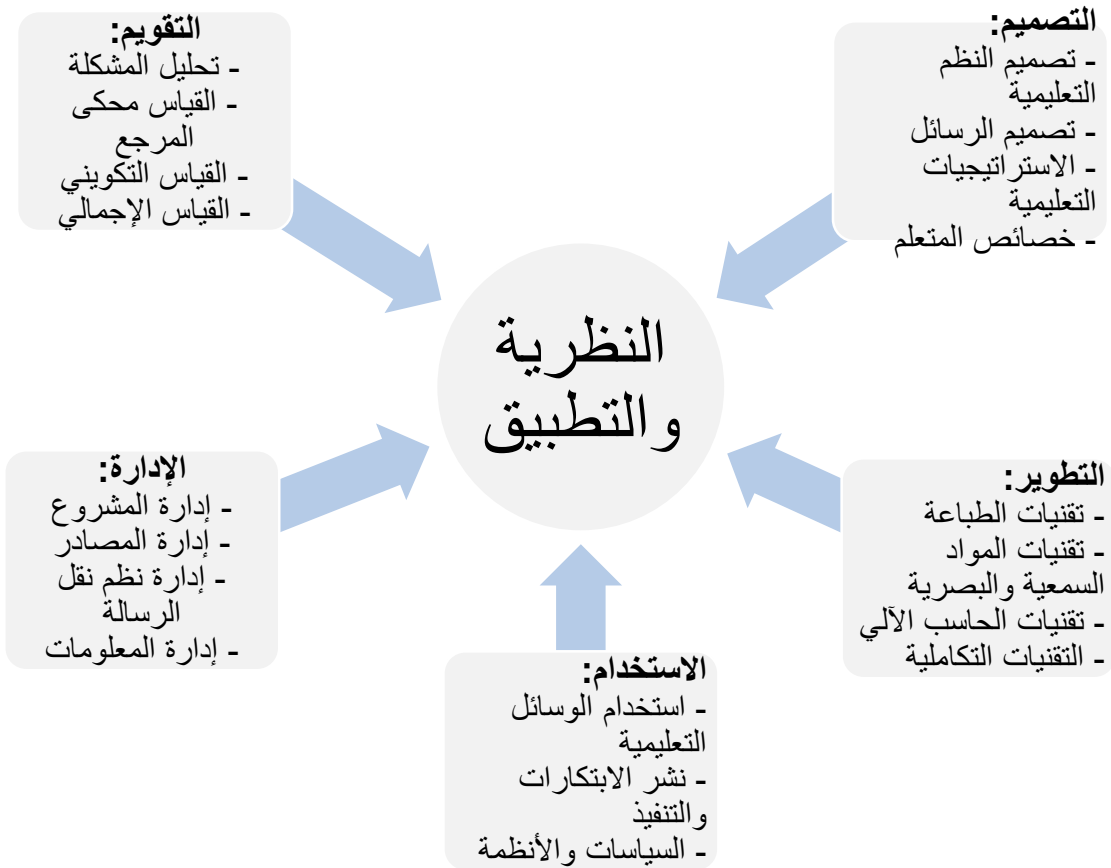 التصميم:
- تصميم النظم
التعليمية
- تصميم الرسائل
- الاستراتيجيات
التعليمية
- خصائص المتعلم
التقويم:
- تحليل المشكلة
- القياس محكى
المرجع
- القياس التكويني
- القياس الإجمالي
النظرية
والتطبيق
التطوير:
- تقنيات الطباعة
- تقنيات المواد
السمعية والبصرية
- تقنيات الحاسب الآلي
- التقنيات التكاملية
الإدارة:
- إدارة المشروع
- إدارة المصادر
- إدارة نظم نقل
الرسالة
- إدارة المعلومات
الاستخدام:
- استخدام الوسائل
التعليمية
- نشر الابتكارات
والتنفيذ
- السياسات والأنظمة